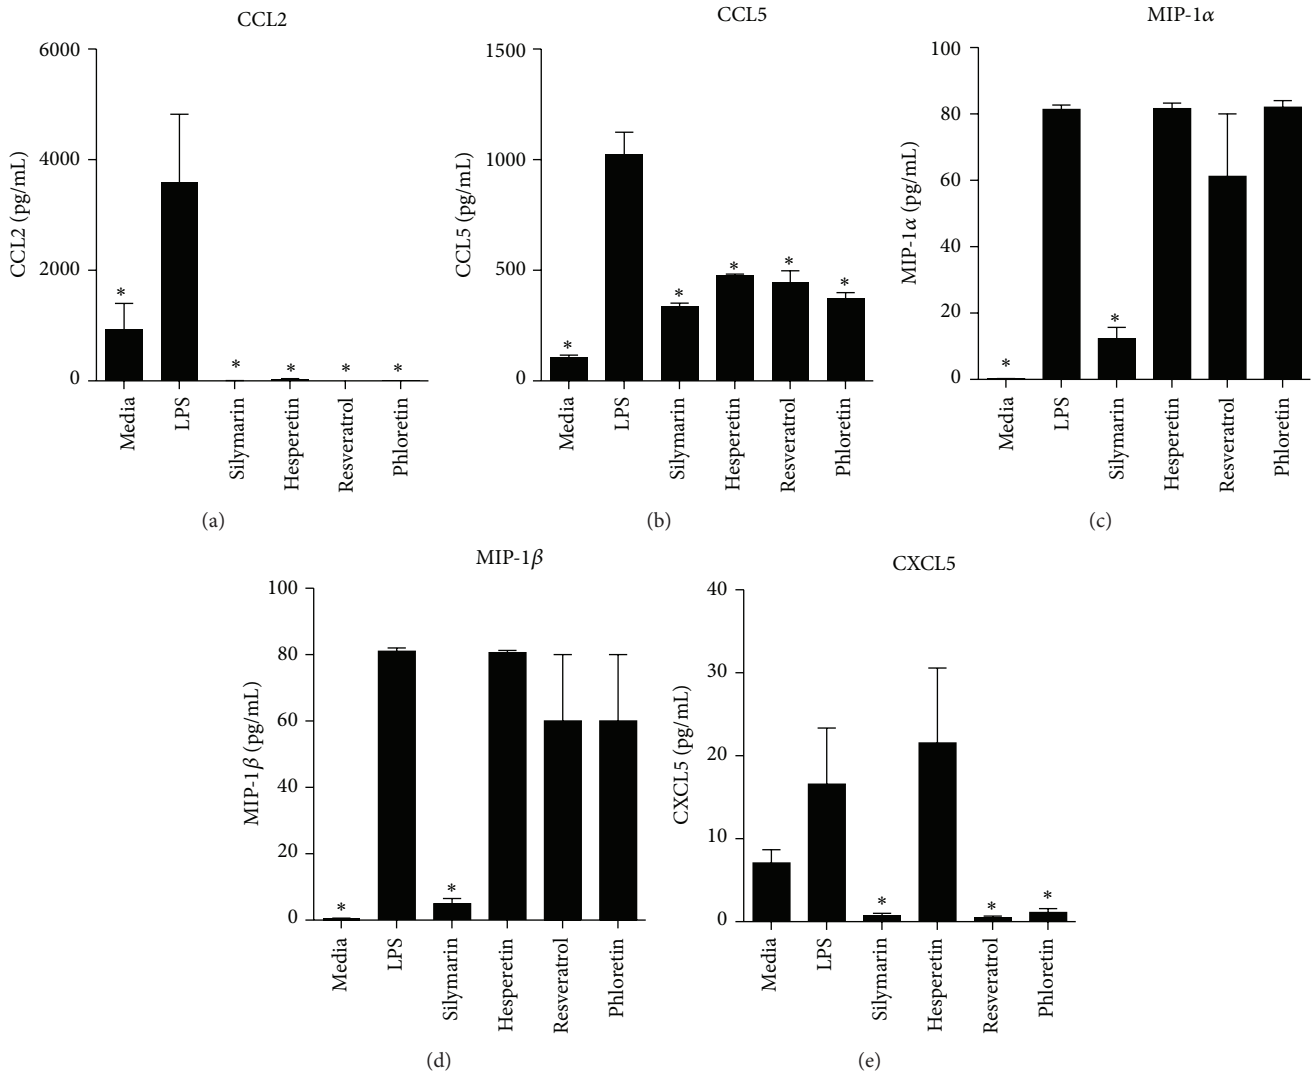 CCL2
6000
4000
2000
0
CCL2 (pg/mL)
*
*
*
*
*
Media
LPS
Silymarin
Hesperetin
Resveratrol
Phloretin
(a)
CCL5
1500
1000
500
0
CCL5 (pg/mL)
*
*
*
*
*
Media
LPS
Silymarin
Hesperetin
Resveratrol
Phloretin
(b)
MIP-1α
100
80
60
40
20
0
MIP-1α (pg/mL)
*
*
Media
LPS
Silymarin
Hesperetin
Resveratrol
Phloretin
(c)
MIP-1β
100
80
60
40
20
0
MIP-1β (pg/mL)
*
*
Media
LPS
Silymarin
Hesperetin
Resveratrol
Phloretin
(d)
CXCL5
40
30
20
10
0
CXCL5 (pg/mL)
*
*
*
Media
LPS
Silymarin
Hesperetin
Resveratrol
Phloretin
(e)